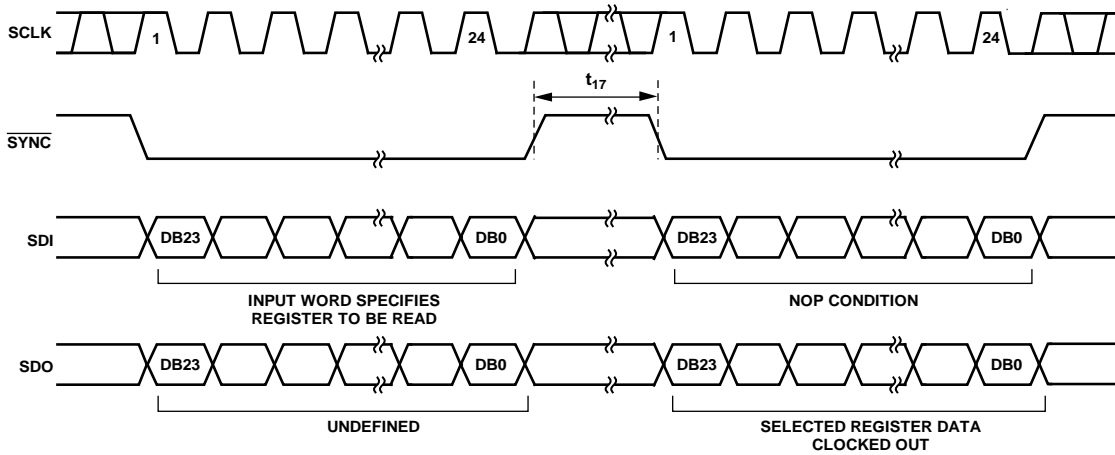 SCLK
1
24
1
24
t17
SYNC
SDI
DB23
DB0
DB23
DB0
INPUT WORD SPECIFIES
REGISTER TO BE READ
NOP CONDITION
SDO
DB23
DB0
DB23
DB0
UNDEFINED
SELECTED REGISTER DATA
CLOCKED OUT